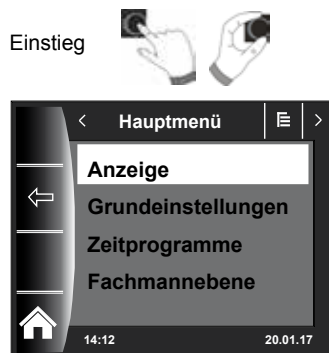 Einstieg
< Hauptmenü >
Anzeige
Grundeinstellungen
Zeitprogramme
Fachmannebene
14:12 20.01.17